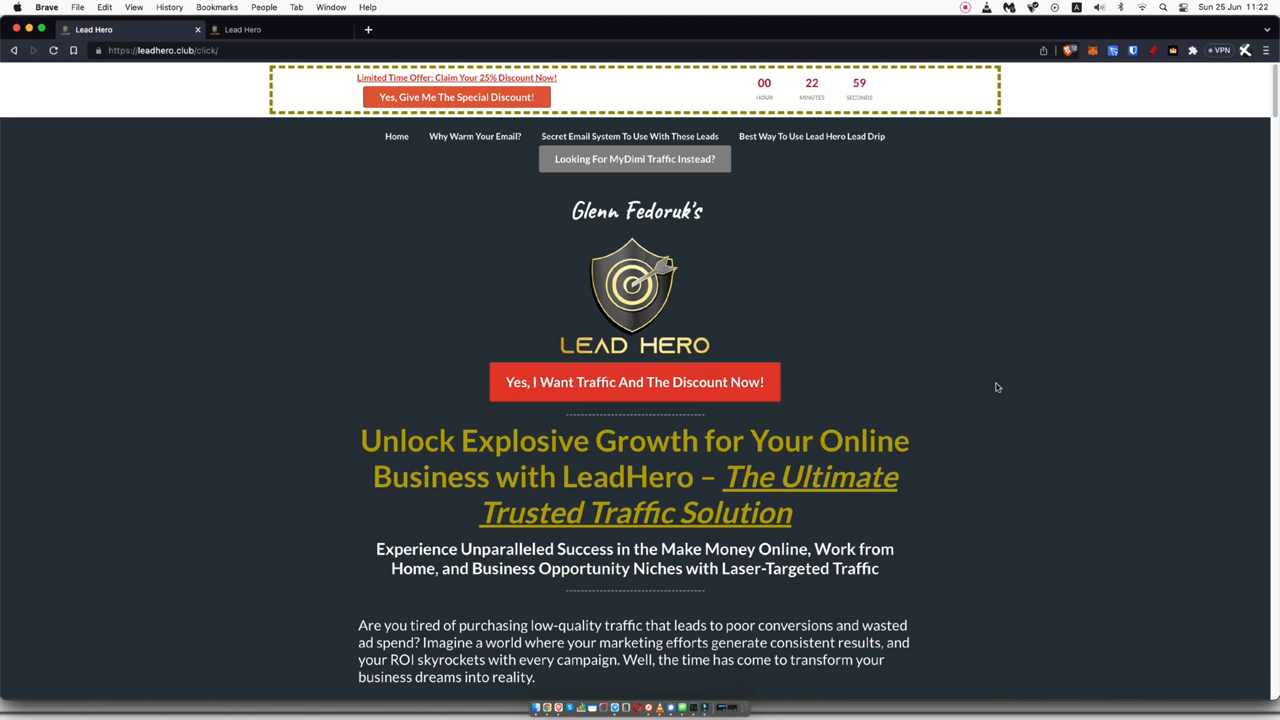 Brave File Edit View History Bookmarks People Tab Window Help
A
Sun 25 Jun 11:22
Lead Hero
Lead Hero
https://leadhero.club/click/
VPN
Limited Time Offer: Claim Your 25% Discount Now!
Yes, Give Me The Special Discount!
00 22 59
HOUR MINUTES SECONDS
Home Why Warm Your Email? Secret Email System To Use With These Leads Best Way To Use Lead Hero Lead Drip
Looking For MyDimi Traffic Instead?
Glenn Fedoruk's
LEAD HERO
Yes, I Want Traffic And The Discount Now!
Unlock Explosive Growth for Your Online
Business with LeadHero – The Ultimate
Trusted Traffic Solution
Experience Unparalleled Success in the Make Money Online, Work from
Home, and Business Opportunity Niches with Laser-Targeted Traffic
Are you tired of purchasing low-quality traffic that leads to poor conversions and wasted
ad spend? Imagine a world where your marketing efforts generate consistent results, and
your ROI skyrockets with every campaign. Well, the time has come to transform your
business dreams into reality.